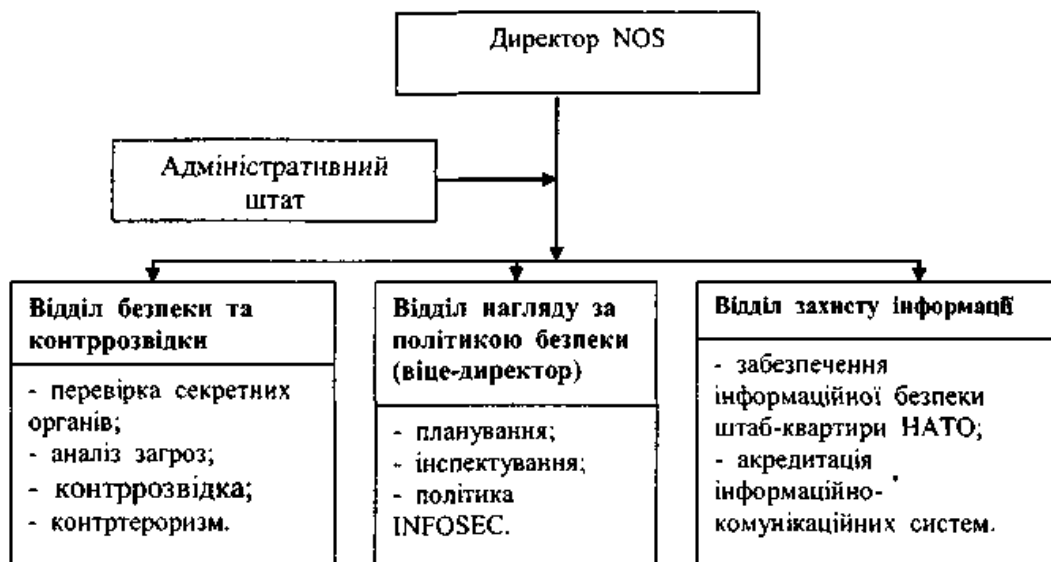 Директор NOS
Адміністративний
штат
Відділ безпеки та
контррозвідки
- перевірка секретних
органів;
- аналіз загроз;
- контррозвідка;
- контртероризм.
Відділ нагляду за
політикою безпеки
(віце-директор)
- планування;
- інспектування;
- політика
INFOSEC.
Відділ захисту інформації
- забезпечення
інформаційної безпеки
штаб-квартири НАТО;
- акредитація
інформаційно-
комунікаційних систем.